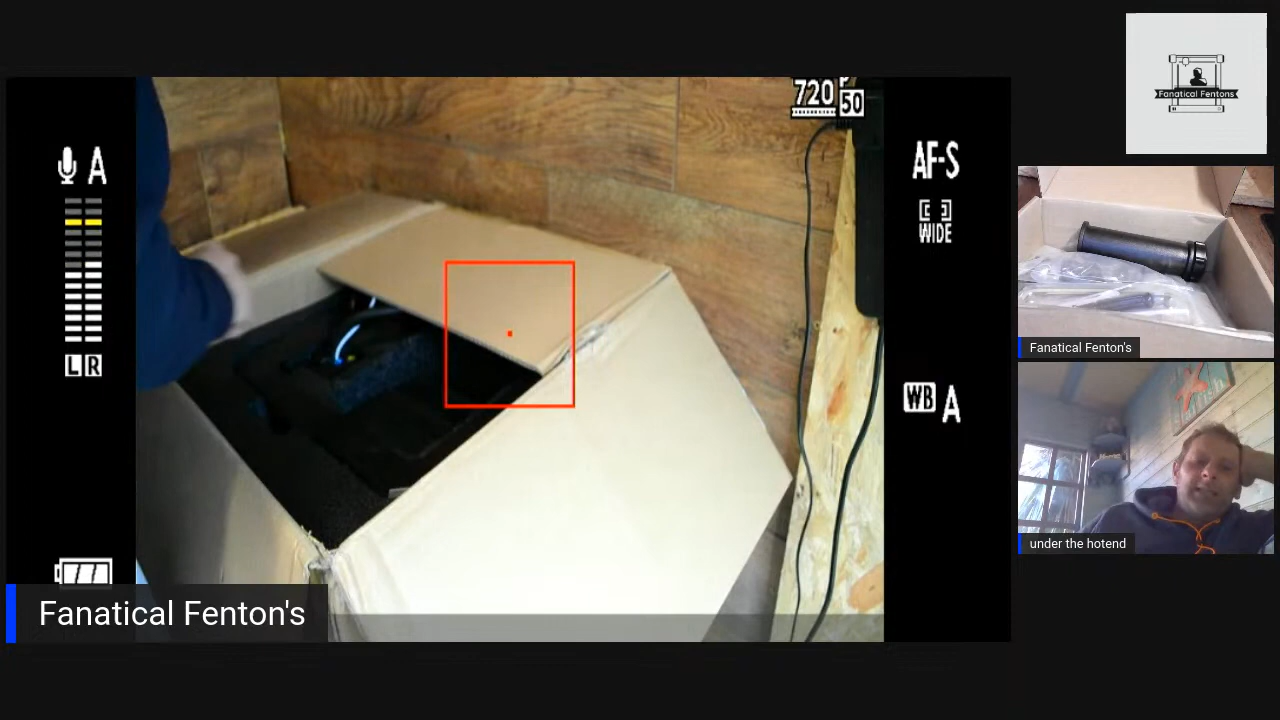 A
L R
720 P
50
AF-S
WIDE
WB A
Fanatical Fenton's
Fanatical Fentons
Fanatical Fenton's
under the hotend